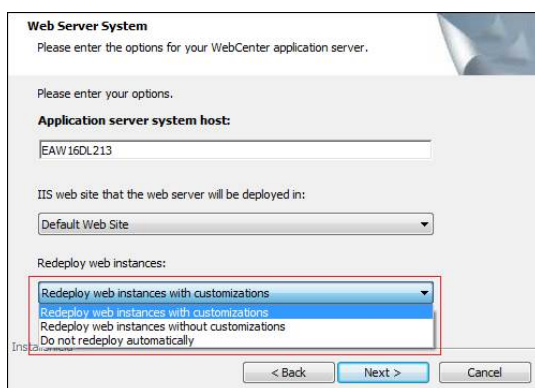 Web Server System
Please enter the options for your WebCenter application server.
Please enter your options.
Application server system host:
EAW16DL213
IIS web site that the web server will be deployed in:
Default Web Site
Redeploy web instances:
Redeploy web instances with customizations
Redeploy web instances with customizations
Redeploy web instances without customizations
Do not redeploy automatically
InstallShield
< Back
Next >
Cancel